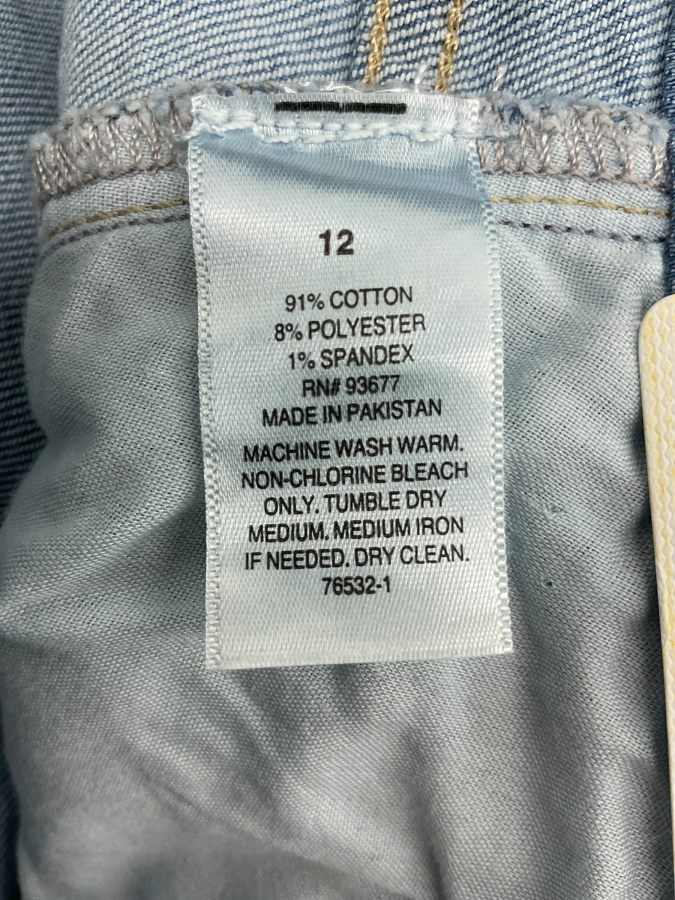 12
91% COTTON
8% POLYESTER
1% SPANDEX
RN# 93677
MADE IN PAKISTAN
MACHINE WASH WARM.
NON-CHLORINE BLEACH
ONLY. TUMBLE DRY
MEDIUM. MEDIUM IRON
IF NEEDED. DRY CLEAN.
76532-1